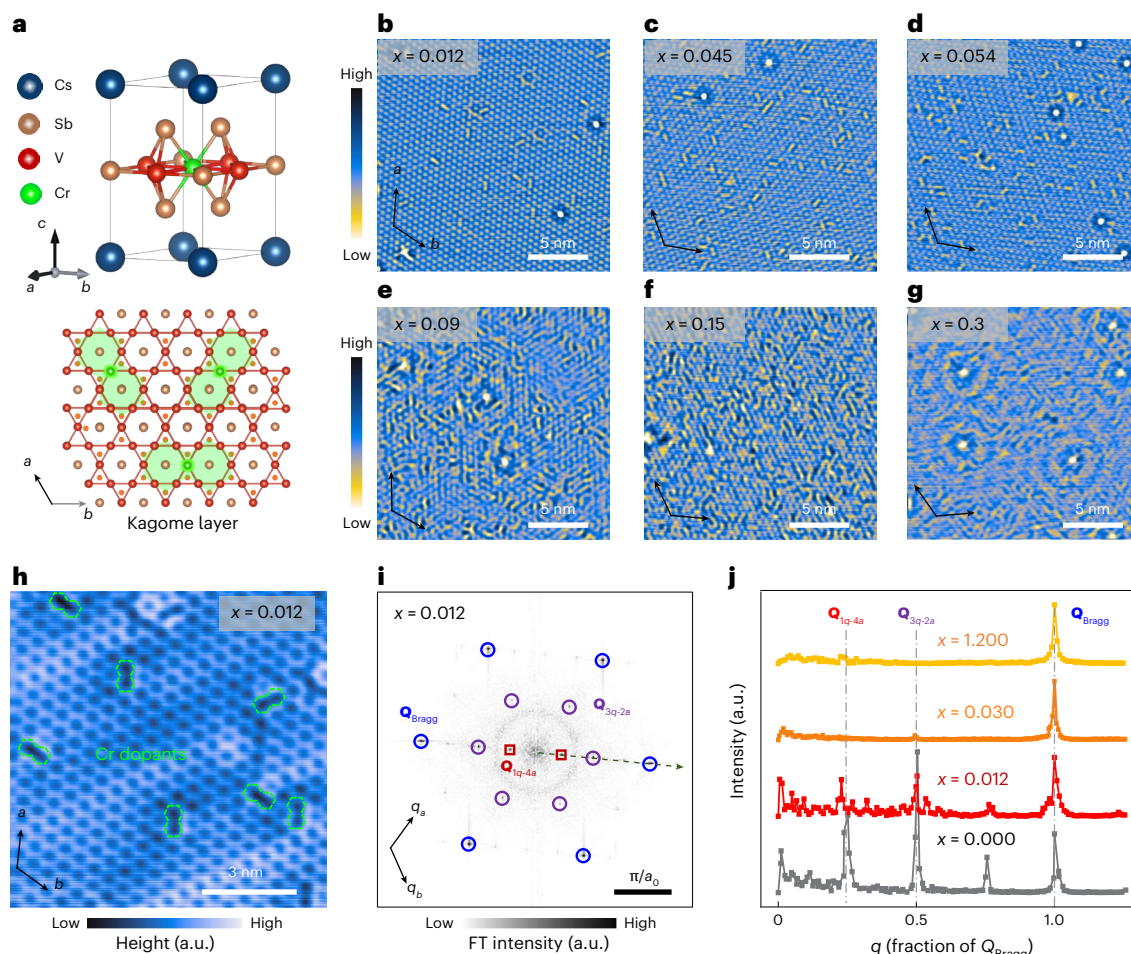 a
Cs
Sb
V
Cr
c
a
b
a
b
Kagome layer
b
x = 0.012
High
Low
a
b
5 nm
c
x = 0.045
5 nm
d
x = 0.054
5 nm
e
x = 0.09
High
Low
5 nm
f
x = 0.15
5 nm
g
x = 0.3
5 nm
h
x = 0.012
Cr dopants
a
b
3 nm
Low
High
Height (a.u.)
i
x = 0.012
Q3q-2a
QBragg
Q1q-4a
qa
qb
π/a0
Low
High
FT intensity (a.u.)
j
Q1q-4a
Q3q-2a
QBragg
x = 1.200
x = 0.030
x = 0.012
x = 0.000
Intensity (a.u.)
0
0.5
1.0
q (fraction of QBragg)